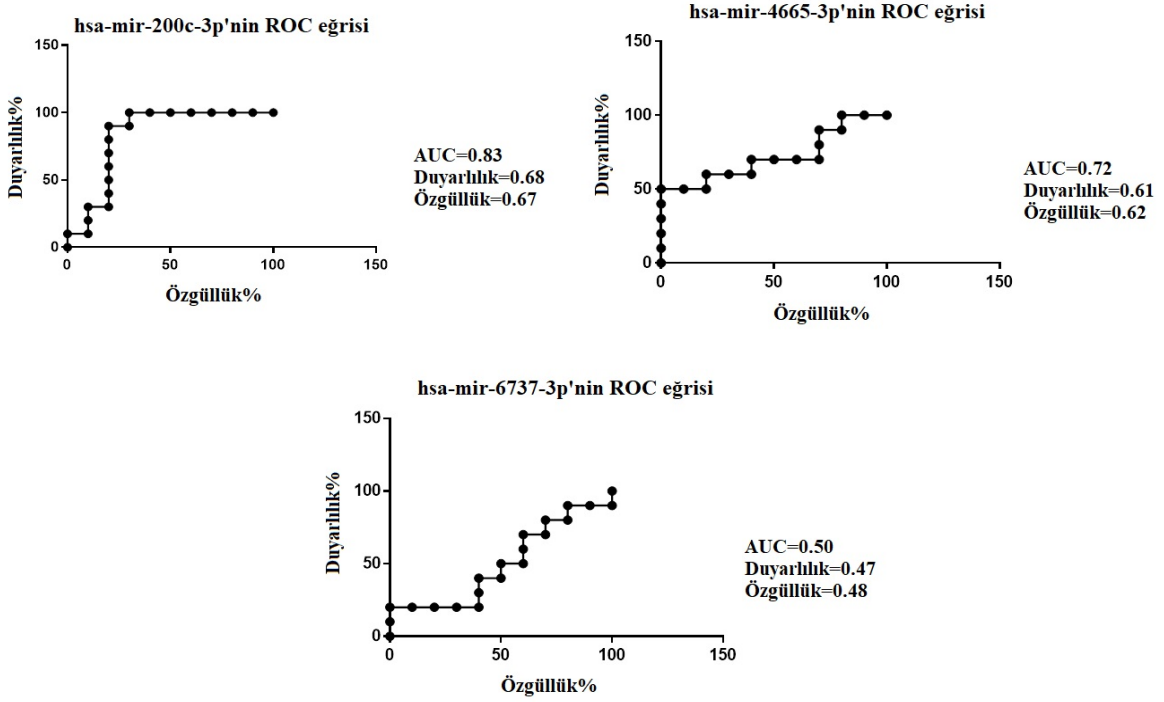 hsa-mir-200c-3p'nin ROC eğrisi
150
100
50
0
0
50
100
150
Duyarlılık%
Özgüllük%
AUC=0.83
Duyarlılık=0.68
Özgüllük=0.67
hsa-mir-4665-3p'nin ROC eğrisi
150
100
50
0
0
50
100
150
Duyarlılık%
Özgüllük%
AUC=0.72
Duyarlılık=0.61
Özgüllük=0.62
hsa-mir-6737-3p'nin ROC eğrisi
150
100
50
0
0
50
100
150
Duyarlılık%
Özgüllük%
AUC=0.50
Duyarlılık=0.47
Özgüllük=0.48